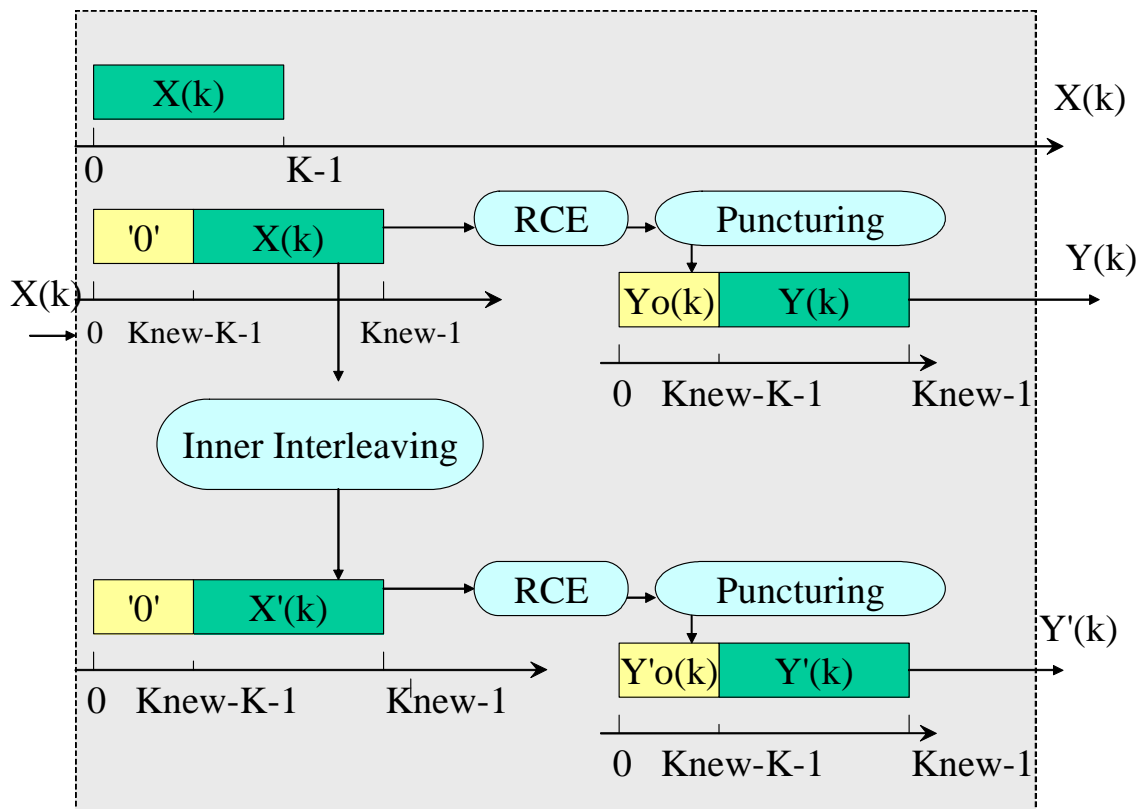 X(k)
X(k)
0
K-1
RCE
Puncturing
'0'
X(k)
Y(k)
X(k)
Yo(k)
Y(k)
0
Knew-K-1
Knew-1
0
Knew-K-1
Knew-1
Inner Interleaving
RCE
Puncturing
'0'
X'(k)
Y'(k)
Y'o(k)
Y'(k)
0
Knew-K-1
Knew-1
0
Knew-K-1
Knew-1